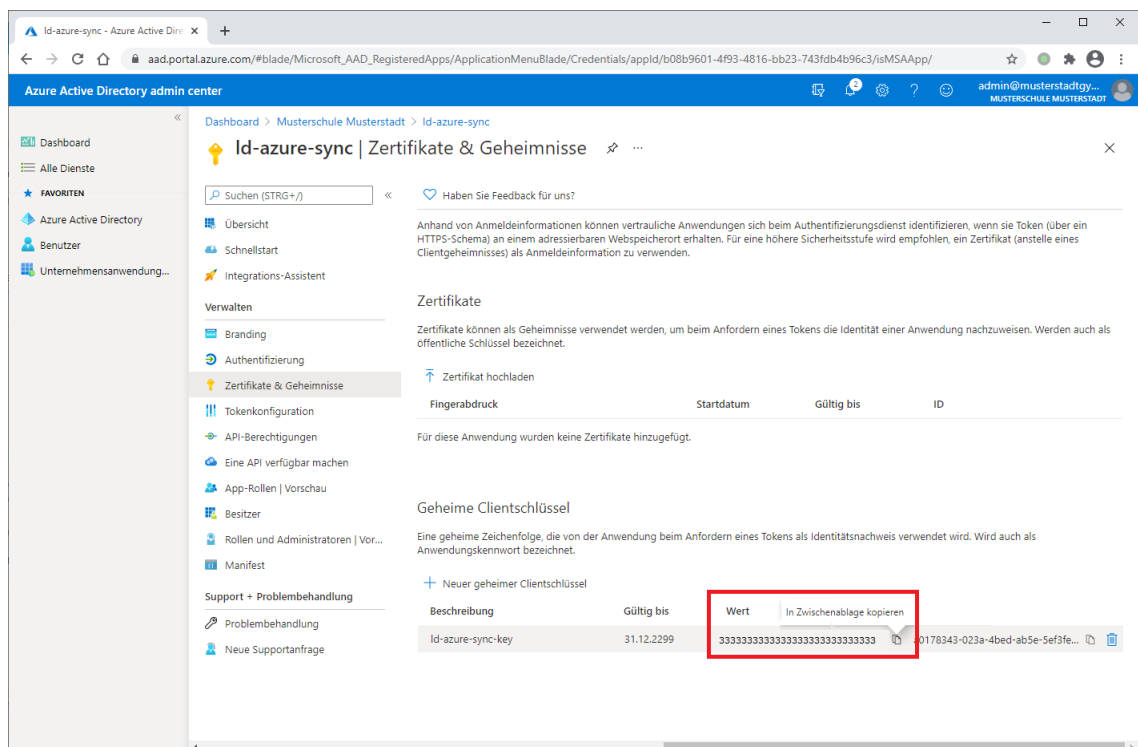 ld-azure-sync - Azure Active Dire
aad.portal.azure.com/#blade/Microsoft_AAD_RegisteredApps/ApplicationMenuBlade/Credentials/appId/b08b9601-4f93-4816-bb23-743fdb4b96c3/isMSAApp/
Azure Active Directory admin center
2
admin@musterstadtgy...
MUSTERSCHULE MUSTERSTADT
Dashboard
Alle Dienste
FAVORITEN
Azure Active Directory
Benutzer
Unternehmensanwendung...
Dashboard > Musterschule Musterstadt > ld-azure-sync
ld-azure-sync | Zertifikate & Geheimnisse
Suchen (STRG+/)
Übersicht
Schnellstart
Integrations-Assistent
Verwalten
Branding
Authentifizierung
Zertifikate & Geheimnisse
Tokenkonfiguration
API-Berechtigungen
Eine API verfügbar machen
App-Rollen | Vorschau
Besitzer
Rollen und Administratoren | Vor...
Manifest
Support + Problembehandlung
Problembehandlung
Neue Supportanfrage
Haben Sie Feedback für uns?
Anhand von Anmeldeinformationen können vertrauliche Anwendungen sich beim Authentifizierungsdienst identifizieren, wenn sie Token (über ein
HTTPS-Schema) an einem adressierbaren Webspeicherort erhalten. Für eine höhere Sicherheitsstufe wird empfohlen, ein Zertifikat (anstelle eines
Clientgeheimnisses) als Anmeldeinformation zu verwenden.
Zertifikate
Zertifikate können als Geheimnisse verwendet werden, um beim Anfordern eines Tokens die Identität einer Anwendung nachzuweisen. Werden auch als
öffentliche Schlüssel bezeichnet.
Zertifikat hochladen
Fingerabdruck Startdatum Gültig bis ID
Für diese Anwendung wurden keine Zertifikate hinzugefügt.
Geheime Clientschlüssel
Eine geheime Zeichenfolge, die von der Anwendung beim Anfordern eines Tokens als Identitätsnachweis verwendet wird. Wird auch als
Anwendungskennwort bezeichnet.
Neuer geheimer Clientschlüssel
Beschreibung Gültig bis Wert In Zwischenablage kopieren
ld-azure-sync-key 31.12.2299